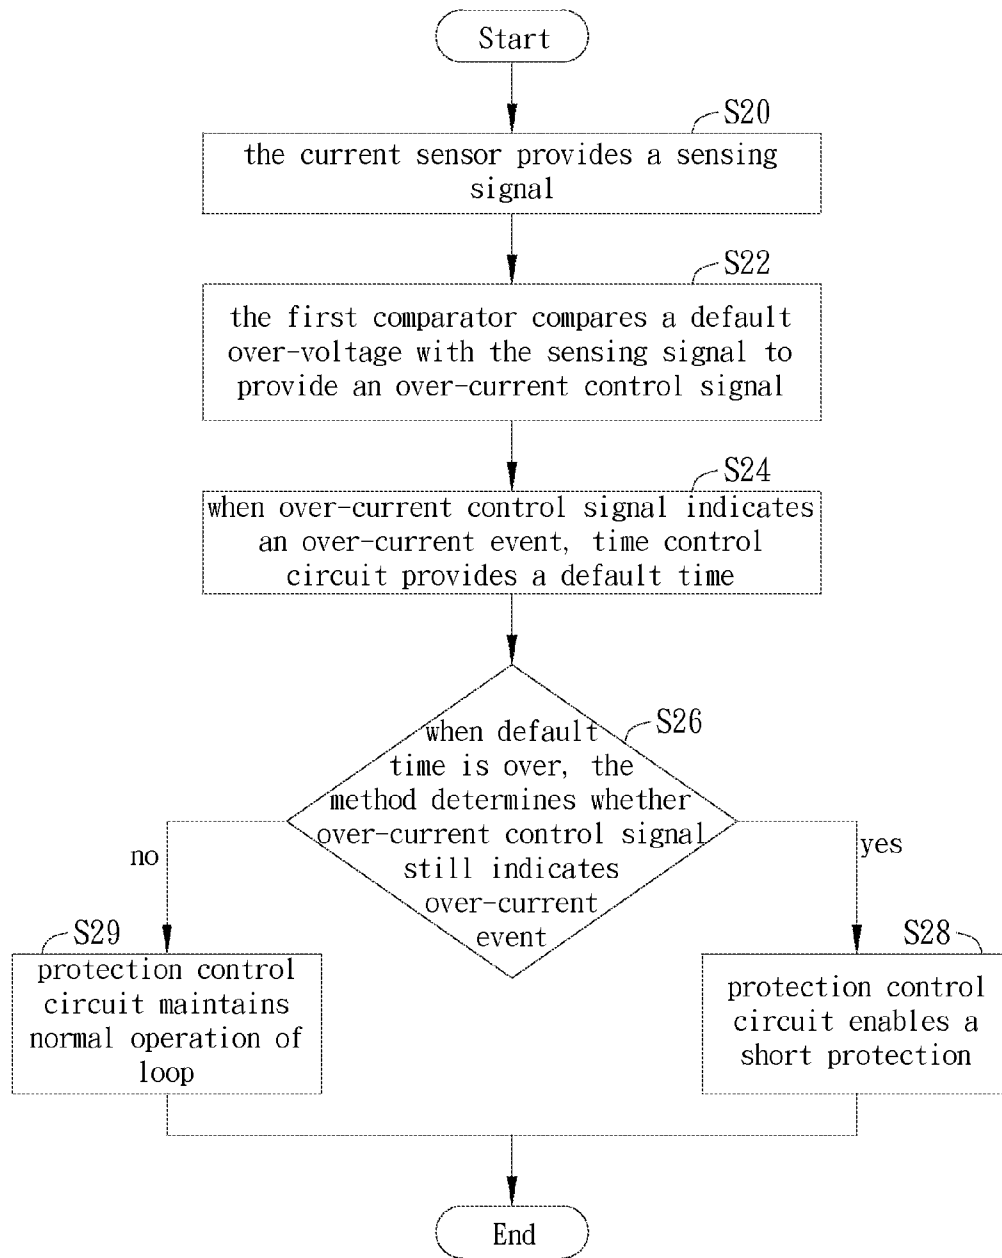 Start
S20
the current sensor provides a sensing
signal
S22
the first comparator compares a default
over-voltage with the sensing signal to
provide an over-current control signal
S24
when over-current control signal indicates
an over-current event, time control
circuit provides a default time
S26
when default
time is over, the
method determines whether
over-current control signal
still indicates
over-current
event
no
yes
S29
protection control
circuit maintains
normal operation of
loop
S28
protection control
circuit enables a
short protection
End